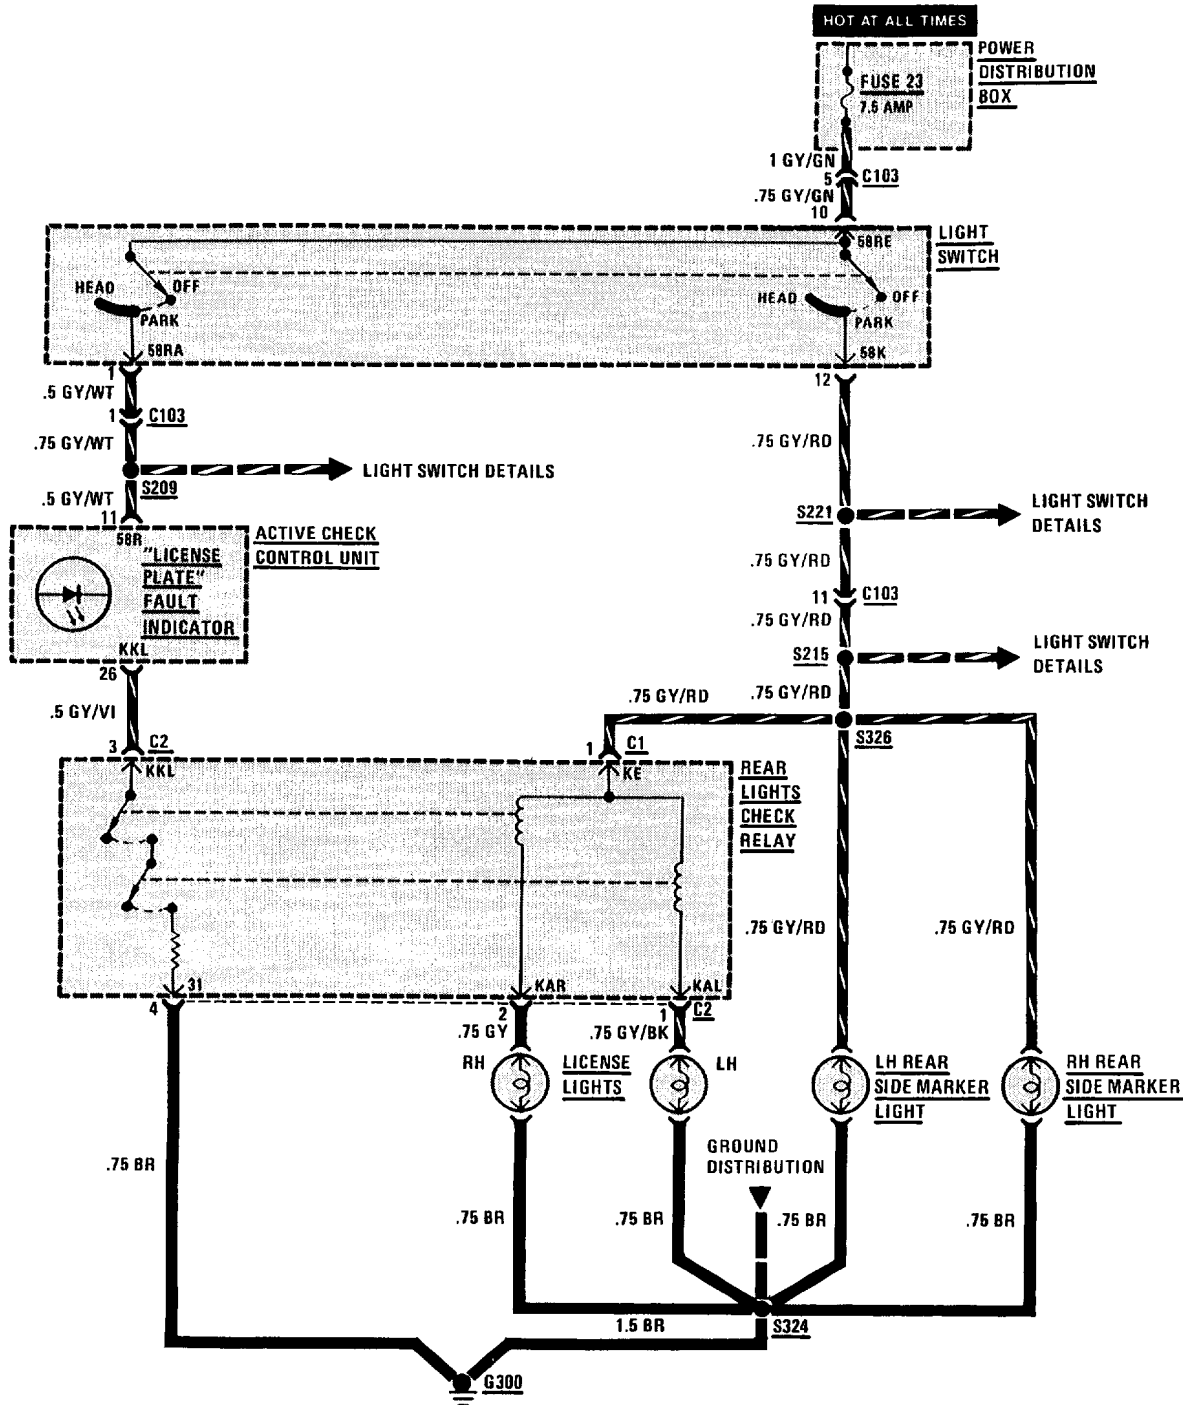 HOT AT ALL TIMES
POWER
DISTRIBUTION
BOX
FUSE 23
7.5 AMP
1 GY/GN
5
C103
.75 GY/GN
10
LIGHT
SWITCH
58RE
HEAD
OFF
PARK
58RA
HEAD
OFF
PARK
58K
1
.5 GY/WT
1
C103
.75 GY/WT
LIGHT SWITCH DETAILS
S209
.5 GY/WT
11
12
.75 GY/RD
S221
LIGHT SWITCH
DETAILS
.75 GY/RD
11
C103
.75 GY/RD
S215
LIGHT SWITCH
DETAILS
.75 GY/RD
58R
"LICENSE
PLATE"
FAULT
INDICATOR
KKL
ACTIVE CHECK
CONTROL UNIT
26
.5 GY/VI
3
C2
.75 GY/RD
S326
1
C1
KKL
KE
REAR
LIGHTS
CHECK
RELAY
.75 GY/RD
.75 GY/RD
31
KAR
KAL
4
2
1
C2
.75 GY
.75 GY/BK
RH
LICENSE
LIGHTS
LH
LH REAR
SIDE MARKER
LIGHT
RH REAR
SIDE MARKER
LIGHT
GROUND
DISTRIBUTION
.75 BR
.75 BR
.75 BR
.75 BR
.75 BR
1.5 BR
S324
G300